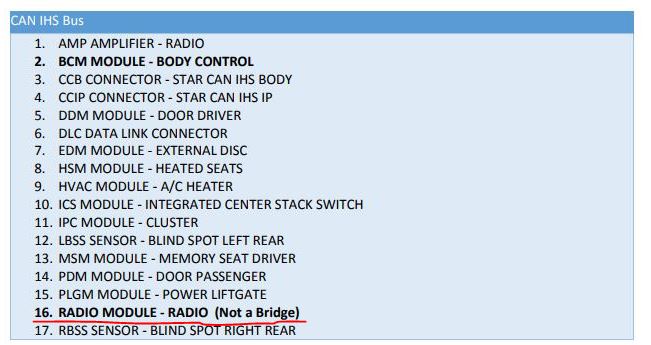 CAN IHS Bus
1. AMP AMPLIFIER - RADIO
2. BCM MODULE - BODY CONTROL
3. CCB CONNECTOR - STAR CAN IHS BODY
4. CCIP CONNECTOR - STAR CAN IHS IP
5. DDM MODULE - DOOR DRIVER
6. DLC DATA LINK CONNECTOR
7. EDM MODULE - EXTERNAL DISC
8. HSM MODULE - HEATED SEATS
9. HVAC MODULE - A/C HEATER
10. ICS MODULE - INTEGRATED CENTER STACK SWITCH
11. IPC MODULE - CLUSTER
12. LBSS SENSOR - BLIND SPOT LEFT REAR
13. MSM MODULE - MEMORY SEAT DRIVER
14. PDM MODULE - DOOR PASSENGER
15. PLGM MODULE - POWER LIFTGATE
16. RADIO MODULE - RADIO (Not a Bridge)
17. RBSS SENSOR - BLIND SPOT RIGHT REAR